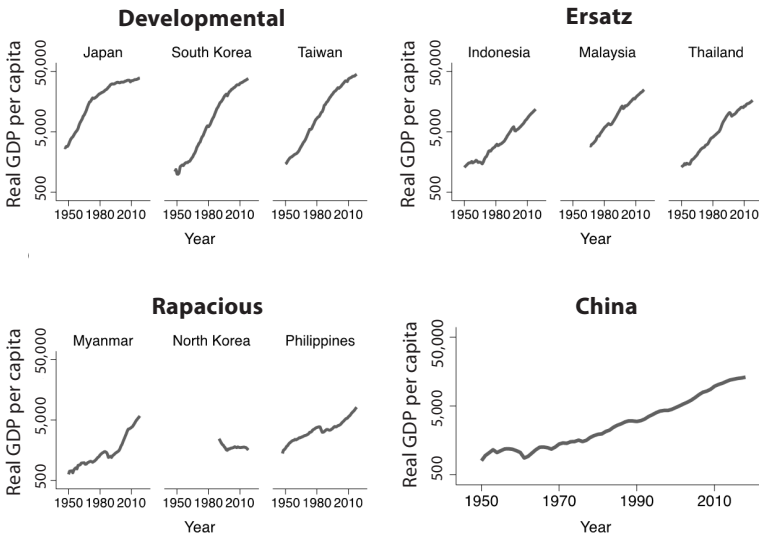 Developmental
Japan South Korea Taiwan
Real GDP per capita
50,000
5,000
500
1950 1980 2010 1950 1980 2010 1950 1980 2010
Year
Ersatz
Indonesia Malaysia Thailand
Real GDP per capita
50,000
5,000
500
1950 1980 2010 1950 1980 2010 1950 1980 2010
Year
Rapacious
Myanmar North Korea Philippines
Real GDP per capita
50,000
5,000
500
1950 1980 2010 1950 1980 2010 1950 1980 2010
Year
China
Real GDP per capita
50,000
5,000
500
1950 1970 1990 2010
Year